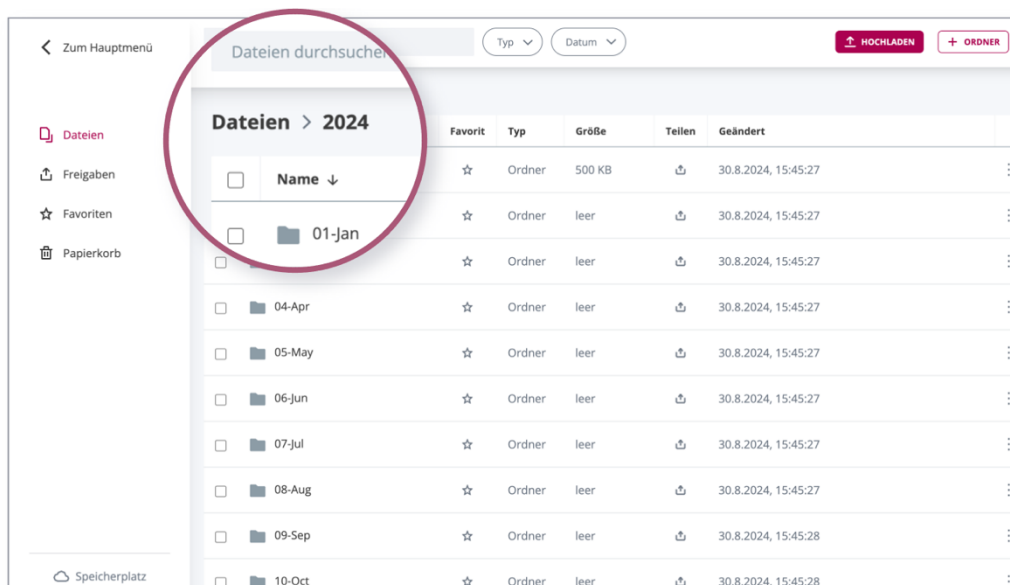 Zum Hauptmenü
Dateien durchsuchen
Typ
Datum
HOCHLADEN
+ ORDNER
Dateien
Freigaben
Favoriten
Papierkorb
Speicherplatz
Dateien > 2024
Name ↓ Favorit Typ Größe Teilen Geändert
01-Jan Ordner 500 KB 30.8.2024, 15:45:27
Ordner leer 30.8.2024, 15:45:27
Ordner leer 30.8.2024, 15:45:27
04-Apr Ordner leer 30.8.2024, 15:45:27
05-May Ordner leer 30.8.2024, 15:45:27
06-Jun Ordner leer 30.8.2024, 15:45:27
07-Jul Ordner leer 30.8.2024, 15:45:27
08-Aug Ordner leer 30.8.2024, 15:45:27
09-Sep Ordner leer 30.8.2024, 15:45:28
10-Oct Ordner leer 30.8.2024, 15:45:28